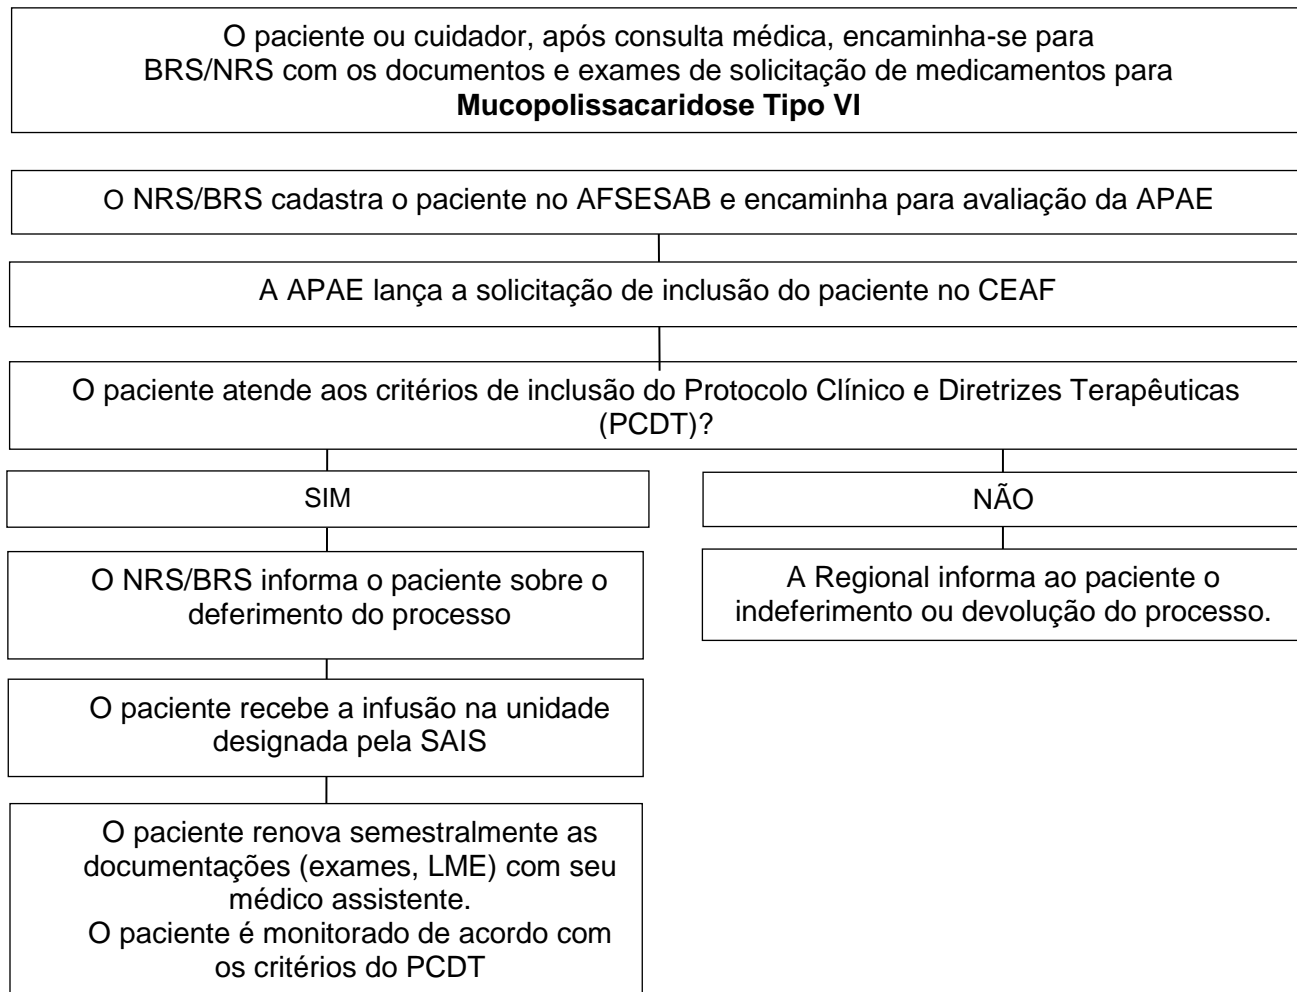 O paciente ou cuidador, após consulta médica, encaminha-se para
BRS/NRS com os documentos e exames de solicitação de medicamentos para
Mucopolissacaridose Tipo VI
O NRS/BRS cadastra o paciente no AFSESAB e encaminha para avaliação da APAE
A APAE lança a solicitação de inclusão do paciente no CEAF
O paciente atende aos critérios de inclusão do Protocolo Clínico e Diretrizes Terapêuticas
(PCDT)?
SIM
NÃO
O NRS/BRS informa o paciente sobre o
deferimento do processo
A Regional informa ao paciente o
indeferimento ou devolução do processo.
O paciente recebe a infusão na unidade
designada pela SAIS
O paciente renova semestralmente as
documentações (exames, LME) com seu
médico assistente.
O paciente é monitorado de acordo com
os critérios do PCDT